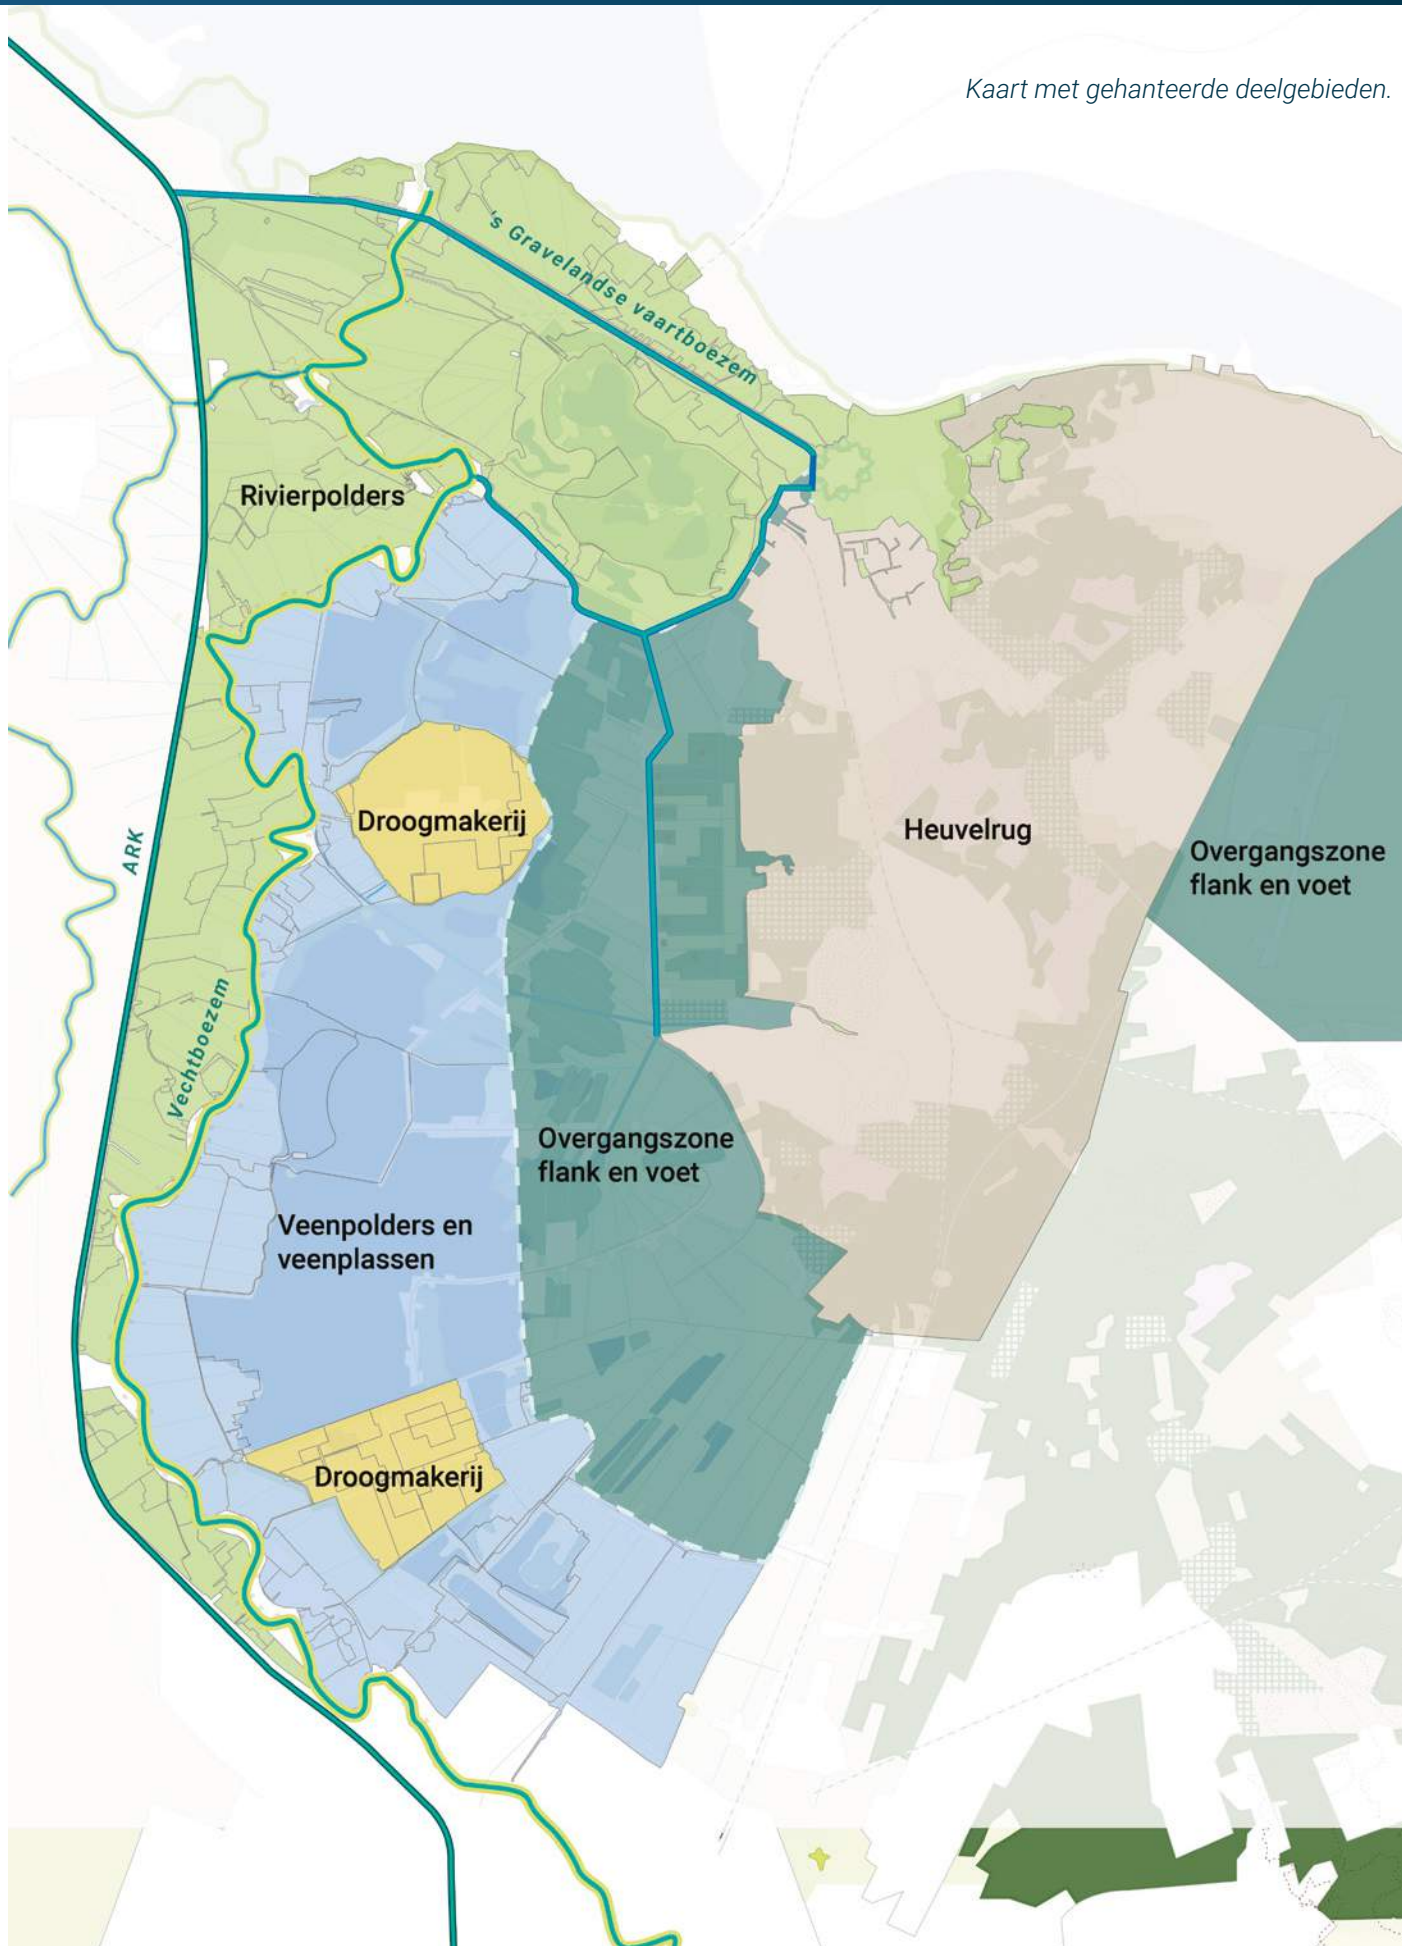 Kaart met gehanteerde deelgebieden.
's Gravelandse vaartboezem
Rivierpolders
Droogmakerij
Heuvelrug
ARK
Overgangszone
flank en voet
Vechtboezem
Overgangszone
flank en voet
Veenpolders en
veenplassen
Droogmakerij